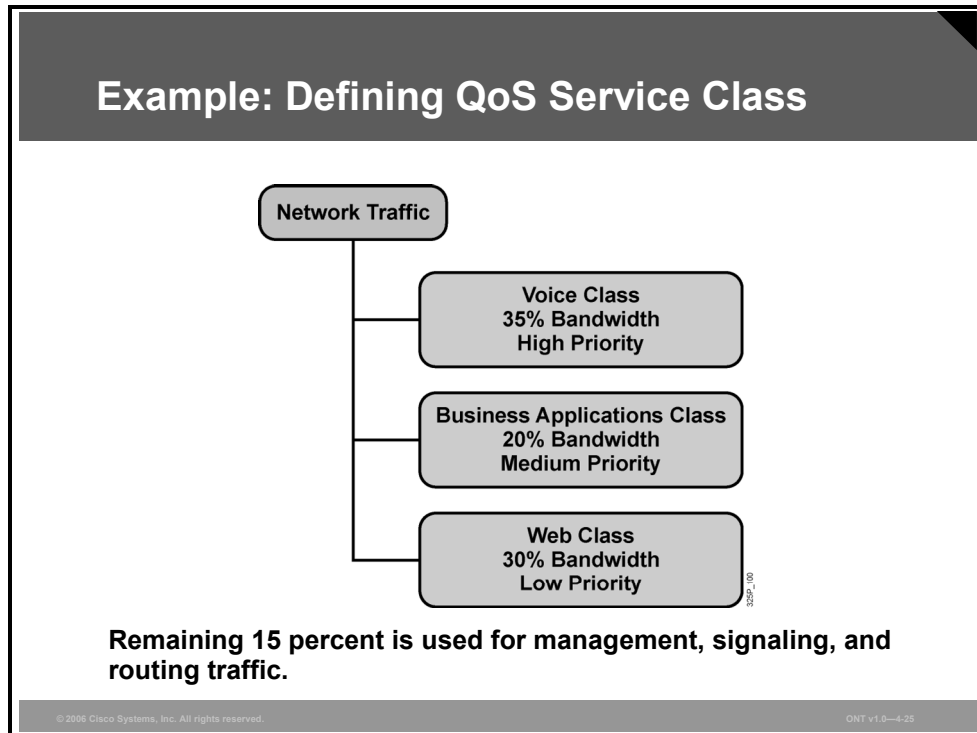 Example: Defining QoS Service Class
Network Traffic
Voice Class
35% Bandwidth
High Priority
Business Applications Class
20% Bandwidth
Medium Priority
Web Class
30% Bandwidth
Low Priority
325P_100
Remaining 15 percent is used for management, signaling, and
routing traffic.
© 2006 Cisco Systems, Inc. All rights reserved.
ONT v1.0—4-25